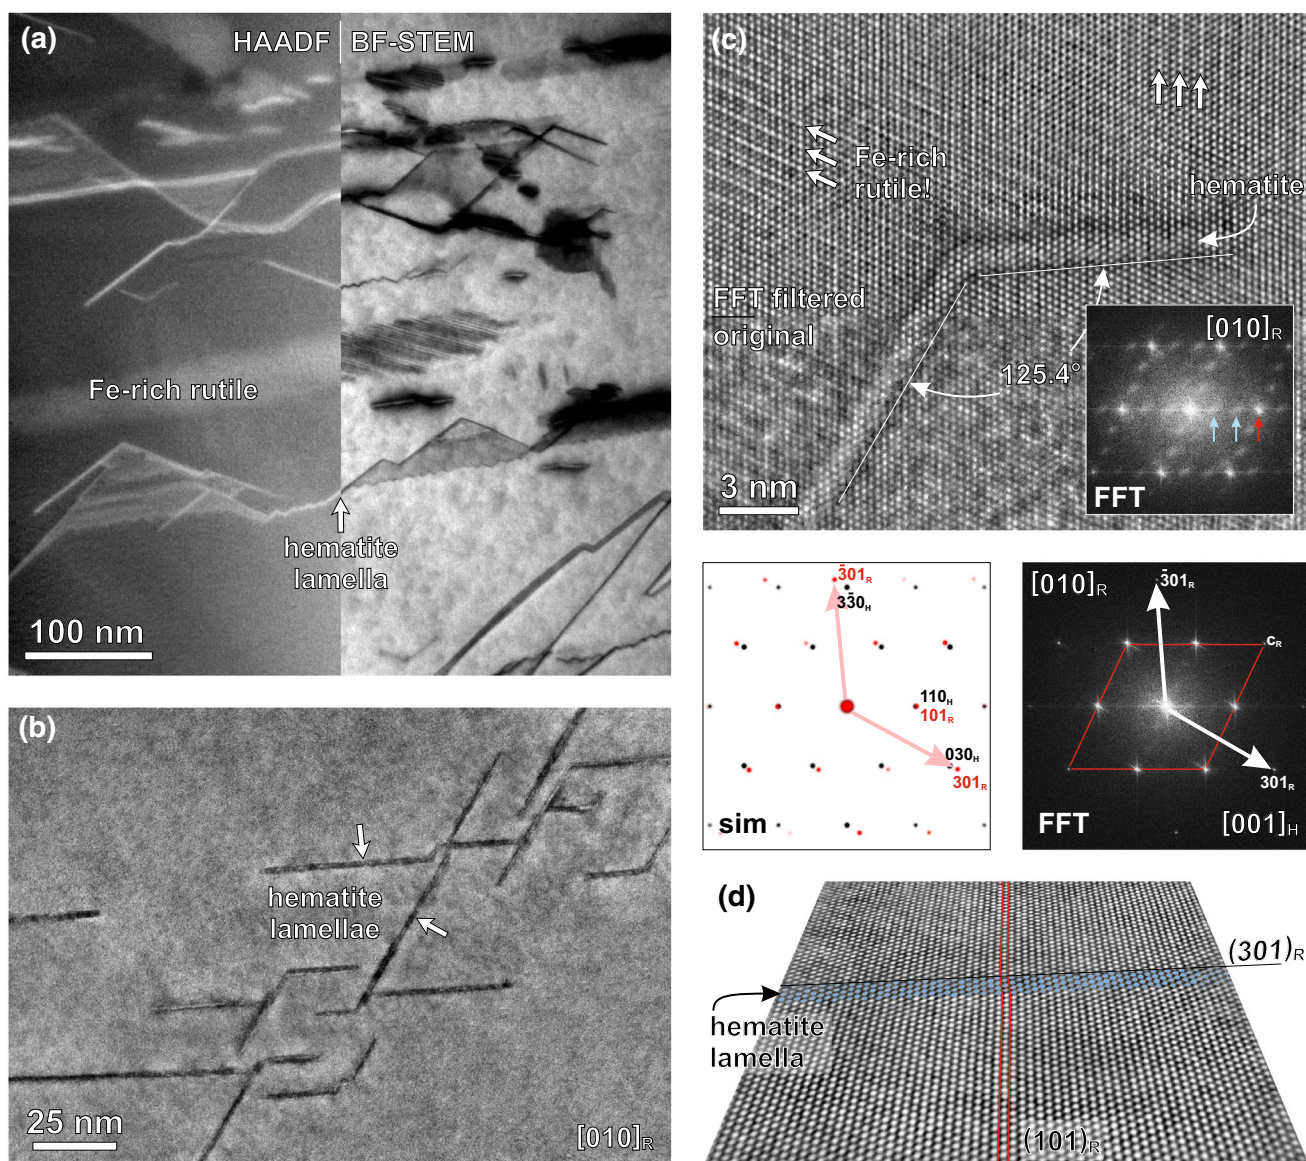 (a)
HAADF
BF-STEM
Fe-rich rutile
hematite
lamella
100 nm
(b)
hematite
lamellae
25 nm
[010]R
(c)
Fe-rich
rutile!
hematite
FFT filtered
original
125.4°
3 nm
[010]R
FFT
3̄01R
33̄0H
110H
101R
030H
301R
sim
[010]R
3̄01R
cR
301R
FFT
[001]H
(d)
(301)R
hematite
lamella
(101)R